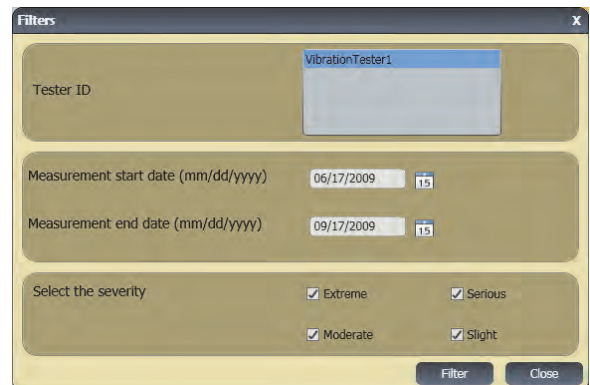 Filters X
VibrationTester1
Tester ID
Measurement start date (mm/dd/yyyy) 06/17/2009 15
Measurement end date (mm/dd/yyyy) 09/17/2009 15
Select the severity Extreme Serious
Moderate Slight
Filter Close